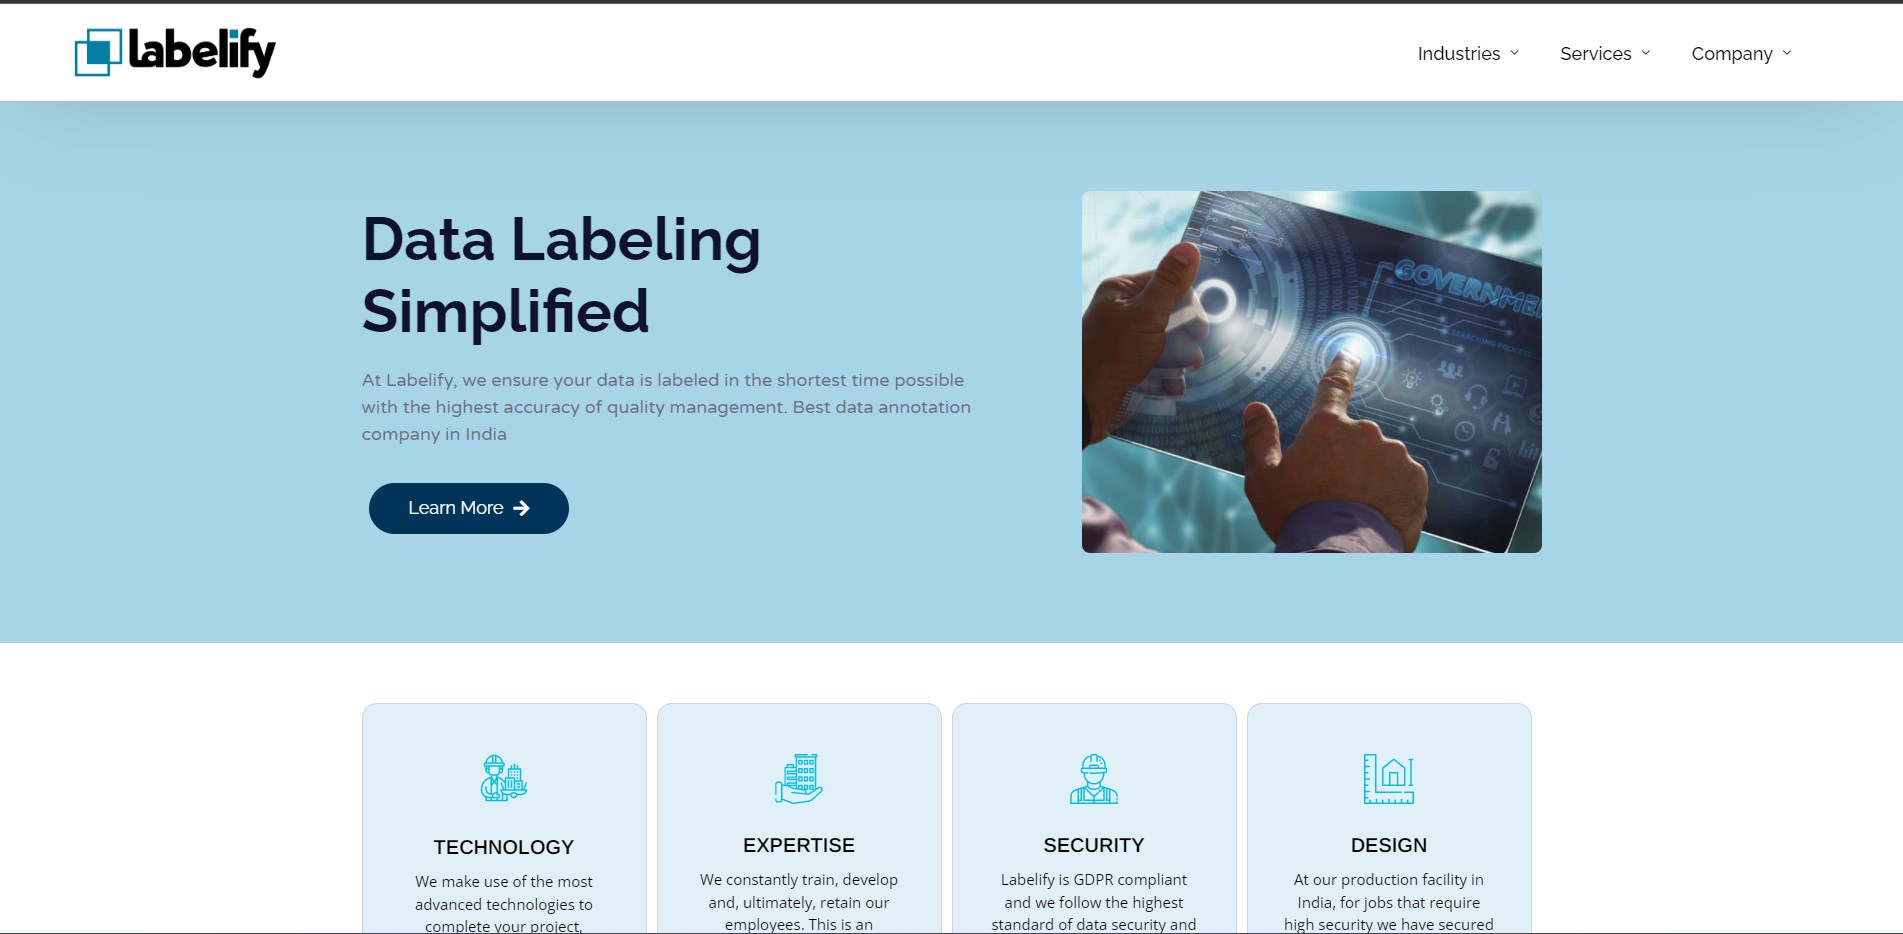 labelify
Industries
Services
Company
Data Labeling
Simplified
At Labelify, we ensure your data is labeled in the shortest time possible
with the highest accuracy of quality management. Best data annotation
company in India
Learn More
GOVERNME
SEARCHING PROCESS
TECHNOLOGY
We make use of the most
advanced technologies to
complete your project,
EXPERTISE
We constantly train, develop
and, ultimately, retain our
employees. This is an
SECURITY
Labelify is GDPR compliant
and we follow the highest
standard of data security and
DESIGN
At our production facility in
India, for jobs that require
high security we have secured